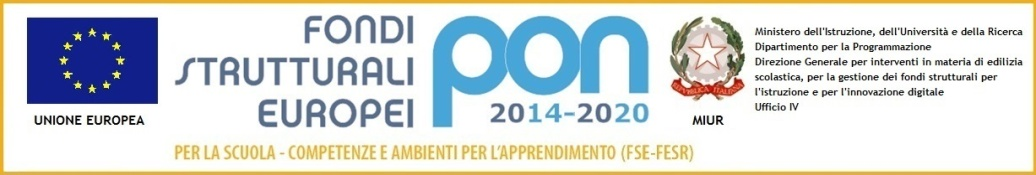 UNIONE EUROPEA
FONDI
STRUTTURALI
EUROPEI
pon
2014-2020
REPVBBLICA ITALIANA
MIUR
Ministero dell'Istruzione, dell'Università e della Ricerca
Dipartimento per la Programmazione
Direzione Generale per interventi in materia di edilizia
scolastica, per la gestione dei fondi strutturali per
l'istruzione e per l'innovazione digitale
Ufficio IV
PER LA SCUOLA - COMPETENZE E AMBIENTI PER L'APPRENDIMENTO (FSE-FESR)